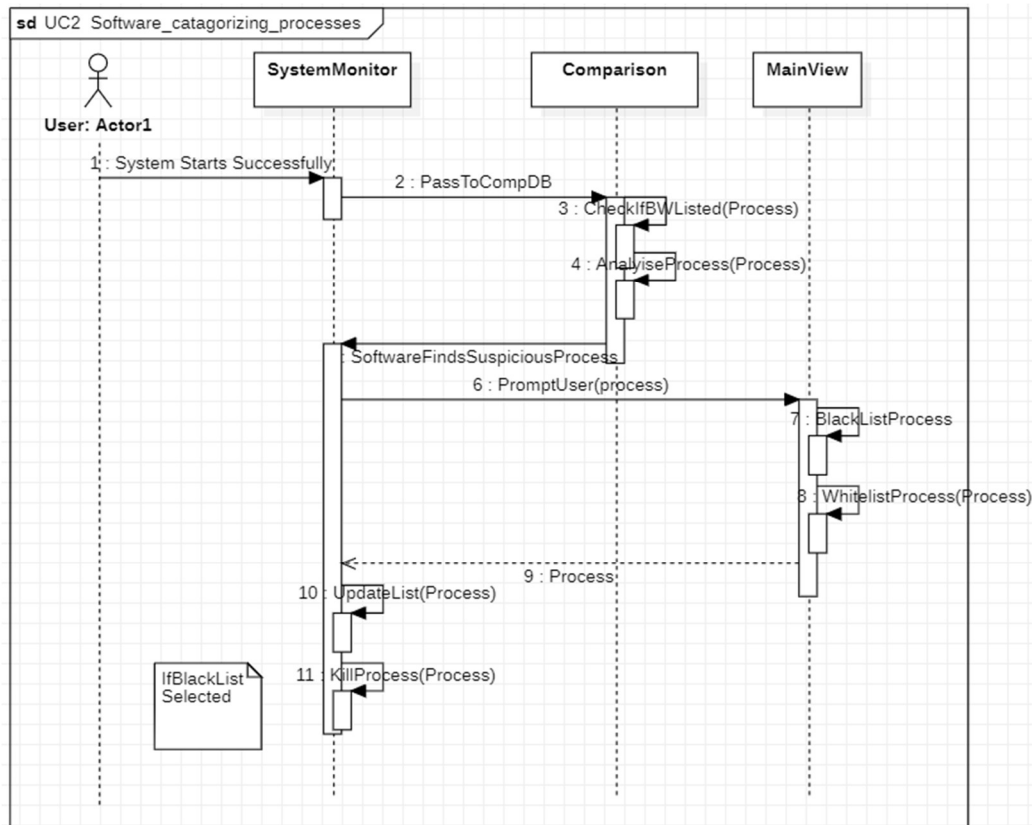 sd UC2 Software_catagorizing_processes
SystemMonitor
Comparison
MainView
User: Actor1
1 : System Starts Successfully
2 : PassToCompDB
3 : CheckIfBWListed(Process)
4 : AnalyiseProcess(Process)
: SoftwareFindsSuspiciousProcess
6 : PromptUser(process)
7 : BlackListProcess
8 : WhitelistProcess(Process)
9 : Process
10 : UpdateList(Process)
11 : KillProcess(Process)
IfBlackList
Selected